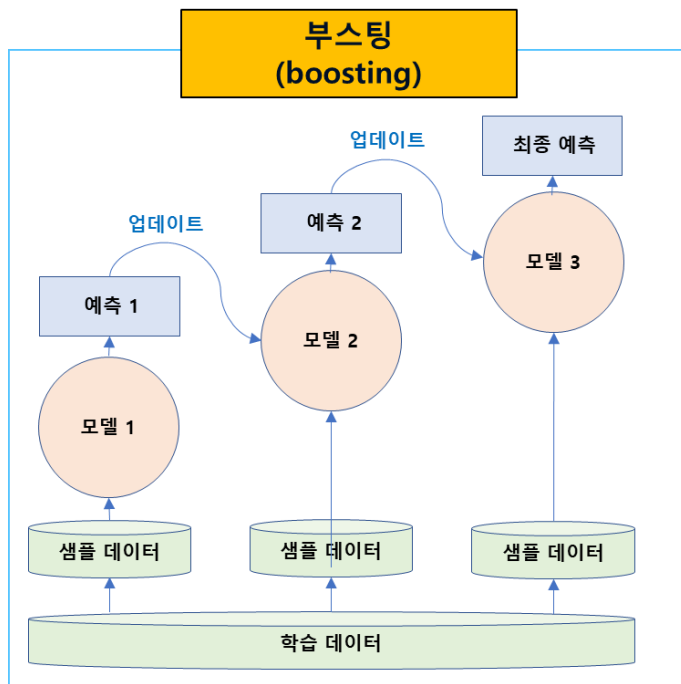 부스팅
(boosting)
업데이트
최종 예측
업데이트
예측 2
모델 3
예측 1
모델 2
모델 1
샘플 데이터
샘플 데이터
샘플 데이터
학습 데이터